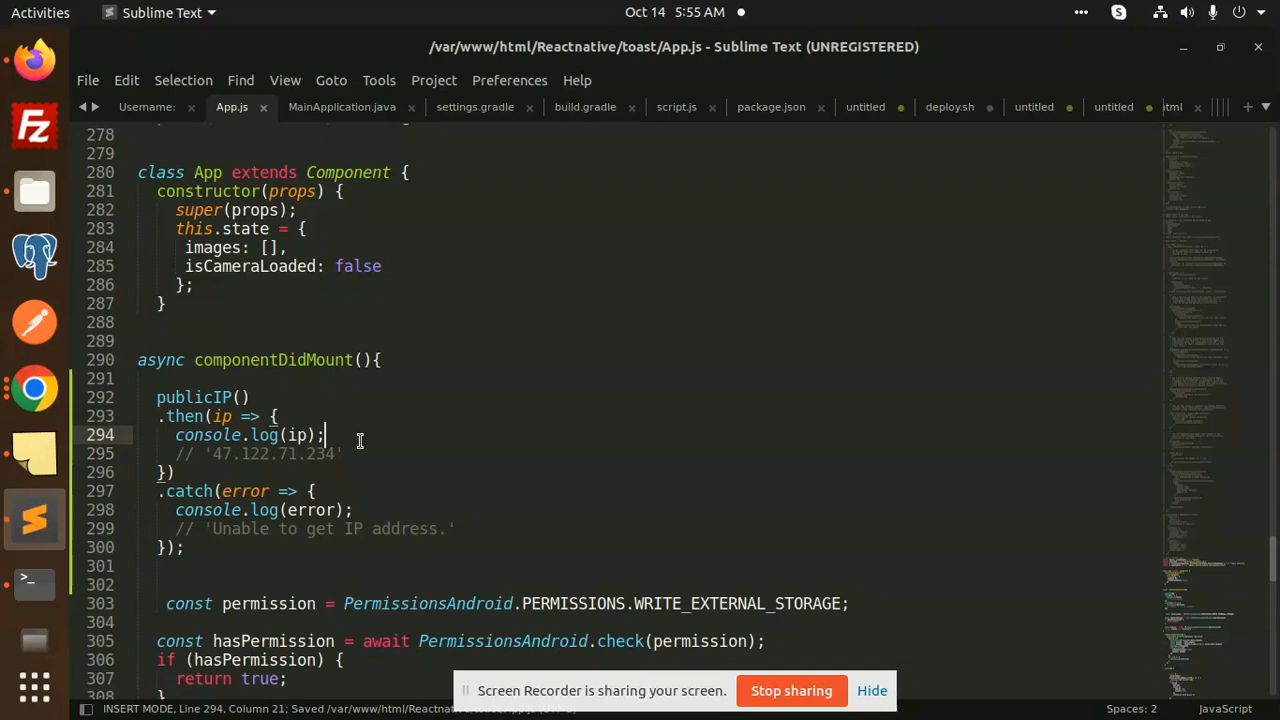 Activities Sublime Text Oct 14 5:55 AM
/var/www/html/Reactnative/toast/App.js - Sublime Text (UNREGISTERED)
File Edit Selection Find View Goto Tools Project Preferences Help
Username: App.js MainApplication.java settings.gradle build.gradle script.js package.json untitled deploy.sh untitled untitled html
278
279
280 class App extends Component {
281 constructor(props) {
282 super(props);
283 this.state = {
284 images: [],
285 isCameraLoaded: false
286 };
287 }
288
289
290 async componentDidMount(){
291
292 publicIP()
293 .then(ip => {
294 console.log(ip);
295 // '47.122.71.234'
296 })
297 .catch(error => {
298 console.log(error);
299 // 'Unable to get IP address.'
300 });
301
302
303 const permission = PermissionsAndroid.PERMISSIONS.WRITE_EXTERNAL_STORAGE;
304
305 const hasPermission = await PermissionsAndroid.check(permission);
306 if (hasPermission) {
307 return true;
308 }
Screen Recorder is sharing your screen. Stop sharing Hide
INSERT MODE, Line 294, Column 21; Saved /var/www/html/Reactnative/toast/App.js (UTF-8) Spaces: 2 JavaScript